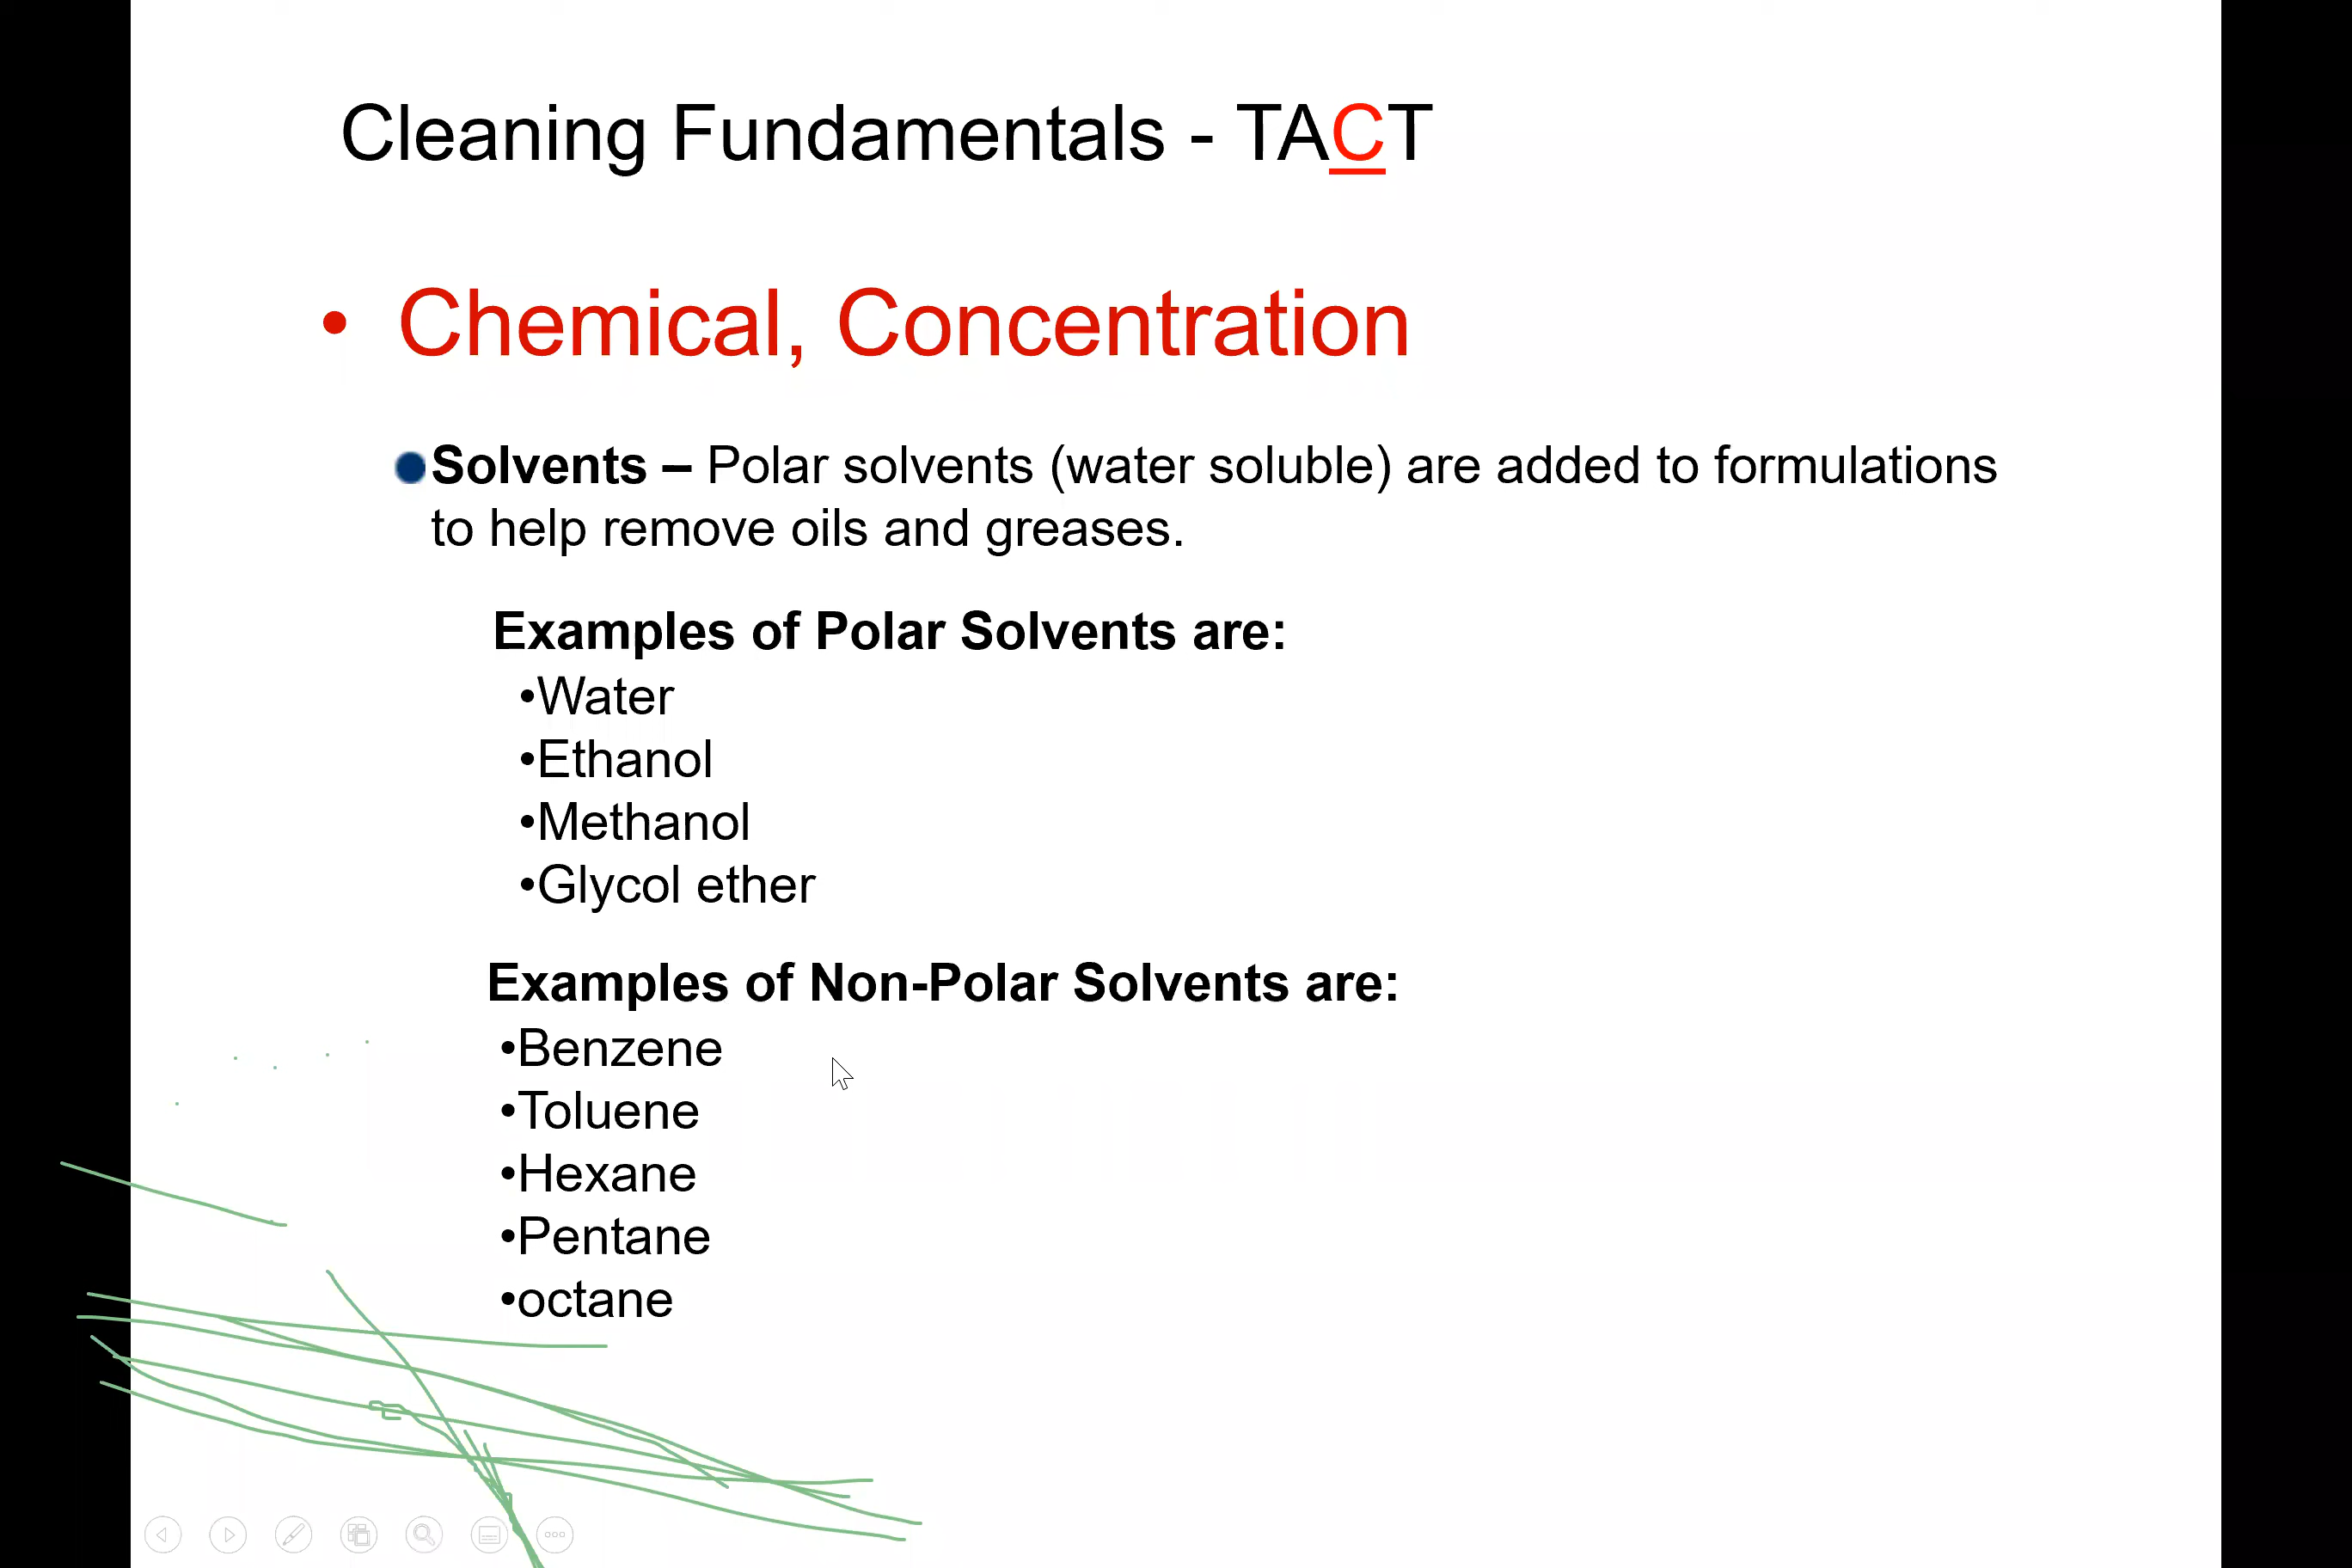 Cleaning Fundamentals - TACT
• Chemical, Concentration
Solvents – Polar solvents (water soluble) are added to formulations
to help remove oils and greases.
Examples of Polar Solvents are:
•Water
•Ethanol
•Methanol
•Glycol ether
Examples of Non-Polar Solvents are:
•Benzene
•Toluene
•Hexane
•Pentane
•octane